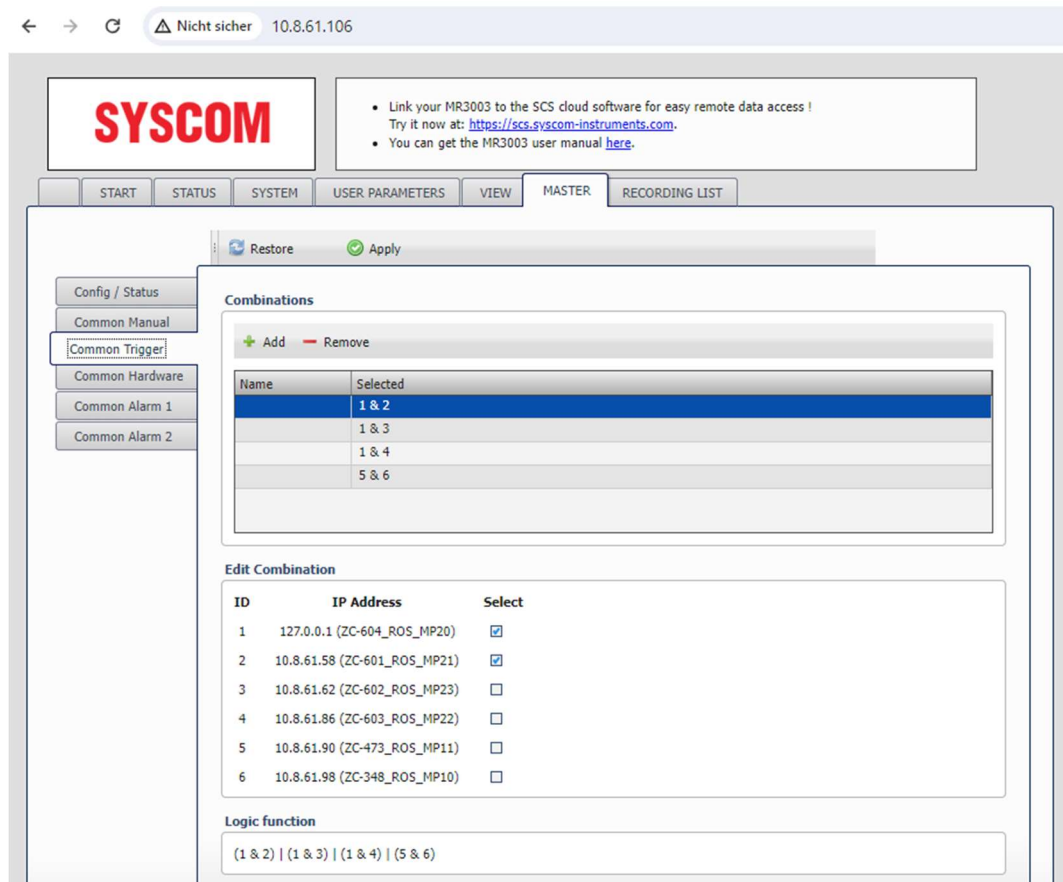 Nicht sicher 10.8.61.106
SYSCOM
Link your MR3003 to the SCS cloud software for easy remote data access !
Try it now at: https://scs.syscom-instruments.com.
You can get the MR3003 user manual here.
START STATUS SYSTEM USER PARAMETERS VIEW MASTER RECORDING LIST
Restore Apply
Config / Status
Common Manual
Common Trigger
Common Hardware
Common Alarm 1
Common Alarm 2
Combinations
Add Remove
Name Selected
1 & 2
1 & 3
1 & 4
5 & 6
Edit Combination
ID IP Address Select
1 127.0.0.1 (ZC-604_ROS_MP20)
2 10.8.61.58 (ZC-601_ROS_MP21)
3 10.8.61.62 (ZC-602_ROS_MP23)
4 10.8.61.86 (ZC-603_ROS_MP22)
5 10.8.61.90 (ZC-473_ROS_MP11)
6 10.8.61.98 (ZC-348_ROS_MP10)
Logic function
(1 & 2) | (1 & 3) | (1 & 4) | (5 & 6)